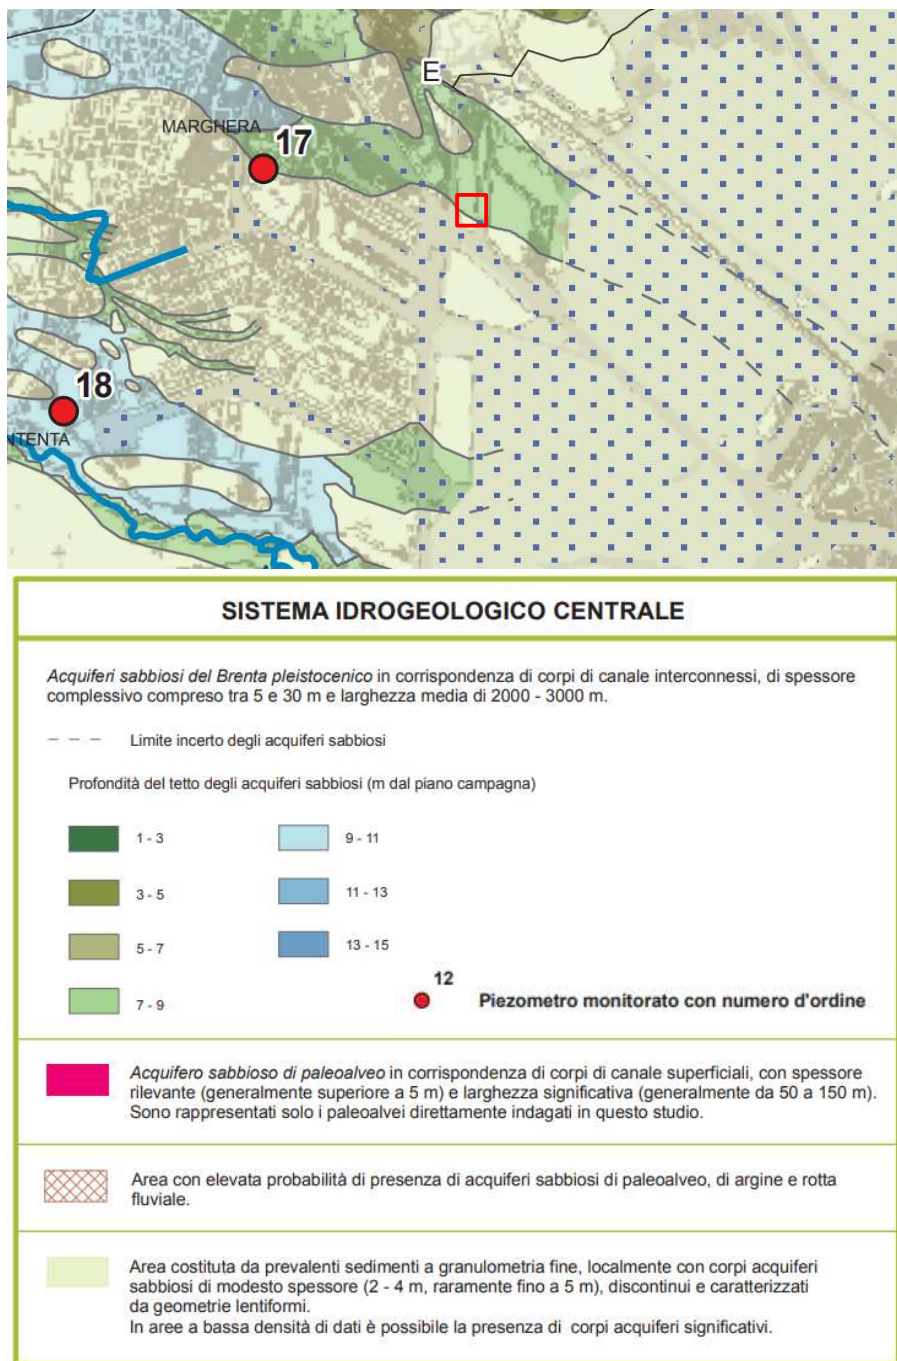 E
MARGHERA
17
18
NTENTA
SISTEMA IDROGEOLOGICO CENTRALE
Acquiferi sabbiosi del Brenta pleistocenico in corrispondenza di corpi di canale interconnessi, di spessore
complessivo compreso tra 5 e 30 m e larghezza media di 2000 - 3000 m.
Limite incerto degli acquiferi sabbiosi
Profondità del tetto degli acquiferi sabbiosi (m dal piano campagna)
1 - 3
9 - 11
3 - 5
11 - 13
5 - 7
13 - 15
7 - 9
12
Piezometro monitorato con numero d'ordine
Acquifero sabbioso di paleoalveo in corrispondenza di corpi di canale superficiali, con spessore
rilevante (generalmente superiore a 5 m) e larghezza significativa (generalmente da 50 a 150 m).
Sono rappresentati solo i paleoalvei direttamente indagati in questo studio.
Area con elevata probabilità di presenza di acquiferi sabbiosi di paleoalveo, di argine e rotta
fluviale.
Area costituta da prevalenti sedimenti a granulometria fine, localmente con corpi acquiferi
sabbiosi di modesto spessore (2 - 4 m, raramente fino a 5 m), discontinui e caratterizzati
da geometrie lentiformi.
In aree a bassa densità di dati è possibile la presenza di corpi acquiferi significativi.